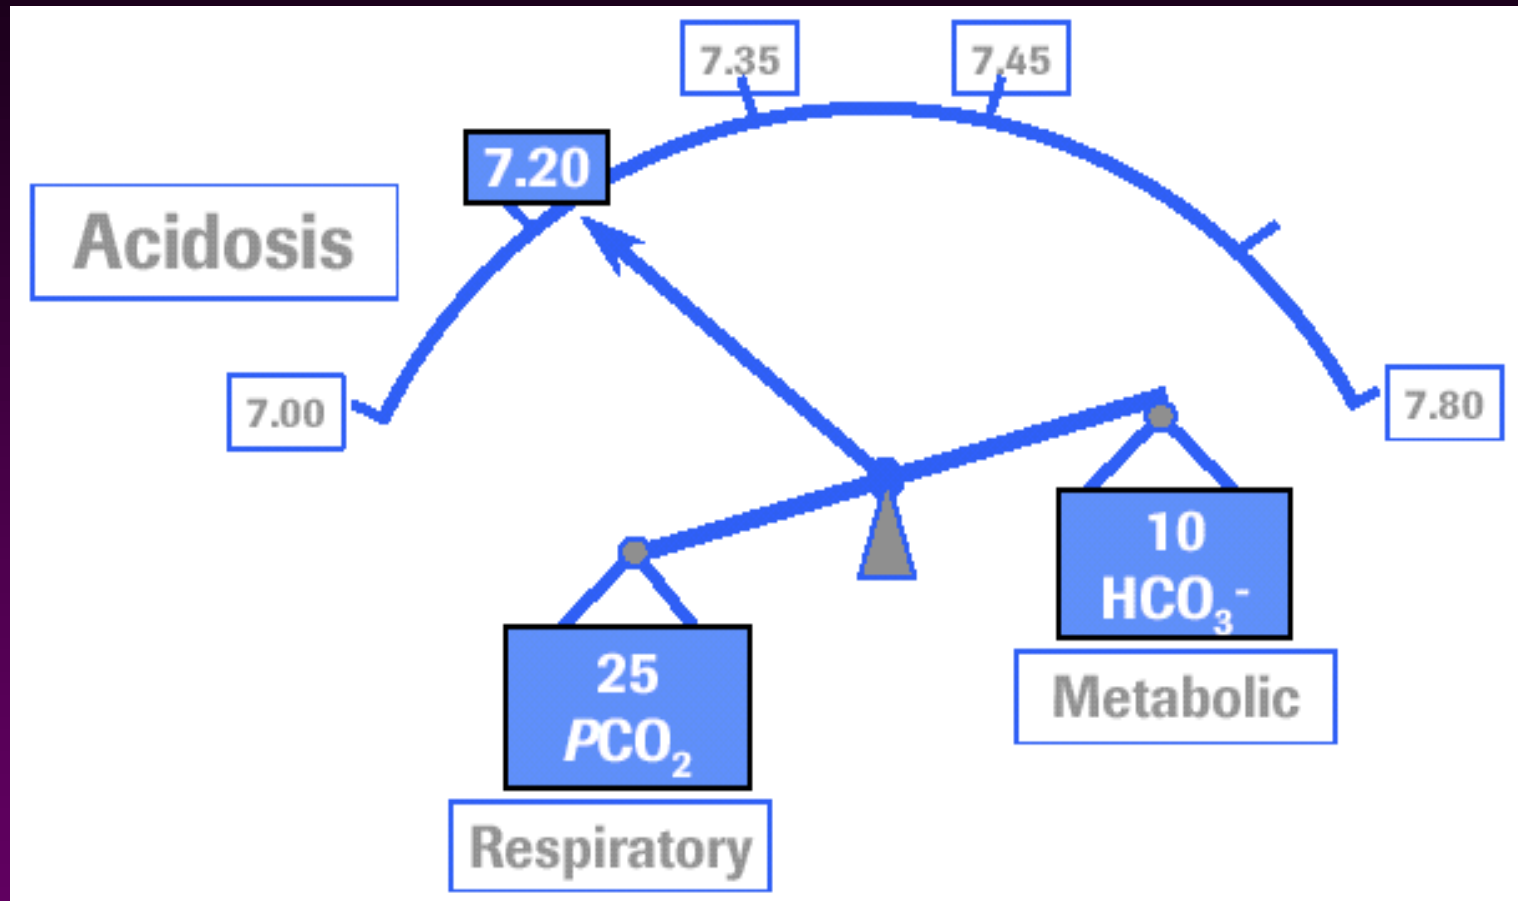 7.35
7.45
7.20
Acidosis
7.00
7.80
10
HCO₃⁻
Metabolic
25
PCO₂
Respiratory